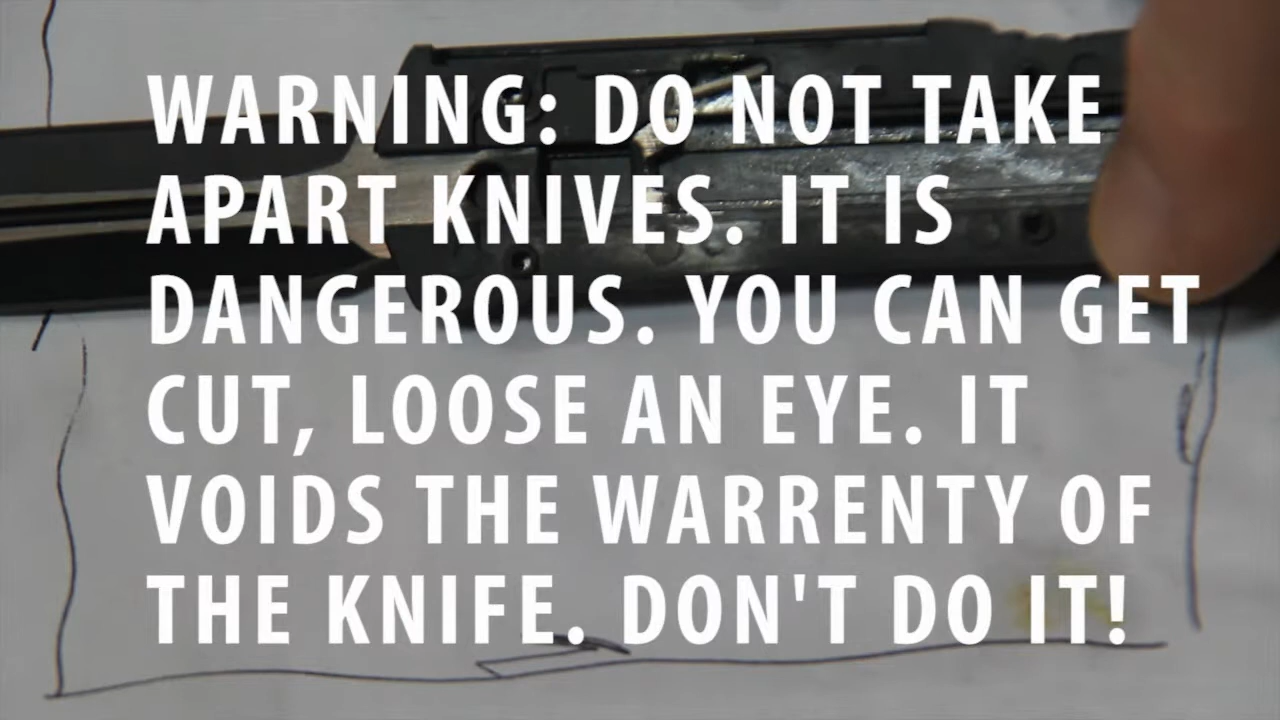 WARNING: DO NOT TAKE
APART KNIVES. IT IS
DANGEROUS. YOU CAN GET
CUT, LOOSE AN EYE. IT
VOIDS THE WARRENTY OF
THE KNIFE. DON'T DO IT!